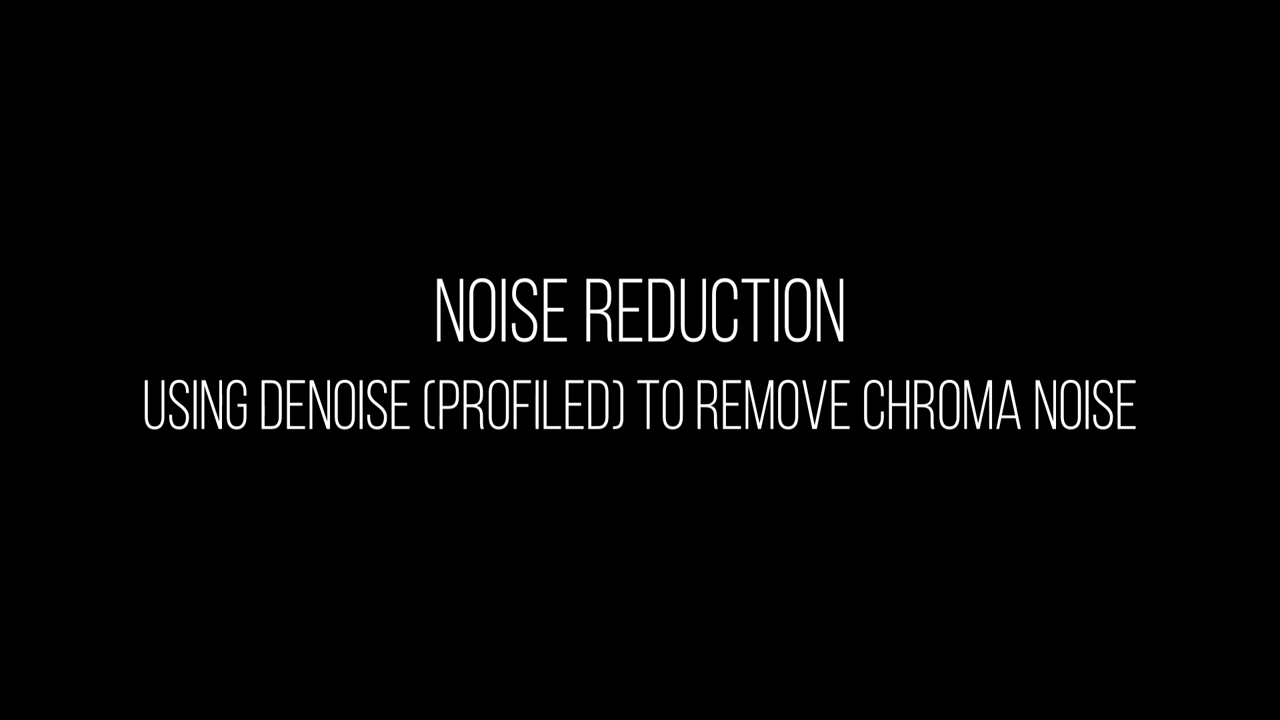 NOISE REDUCTION
USING DENOISE (PROFILED) TO REMOVE CHROMA NOISE